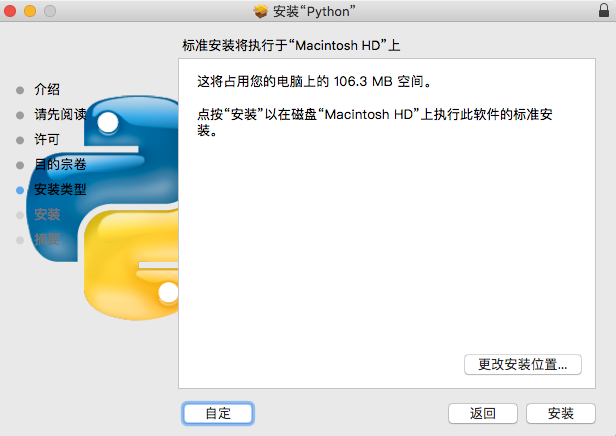 安装“Python”
标准安装将执行于“Macintosh HD”上
介绍
请先阅读
许可
目的宗卷
安装类型
安装
摘要
这将占用您的电脑上的 106.3 MB 空间。
点按“安装”以在磁盘“Macintosh HD”上执行此软件的标准安
装。
更改安装位置...
自定
返回
安装